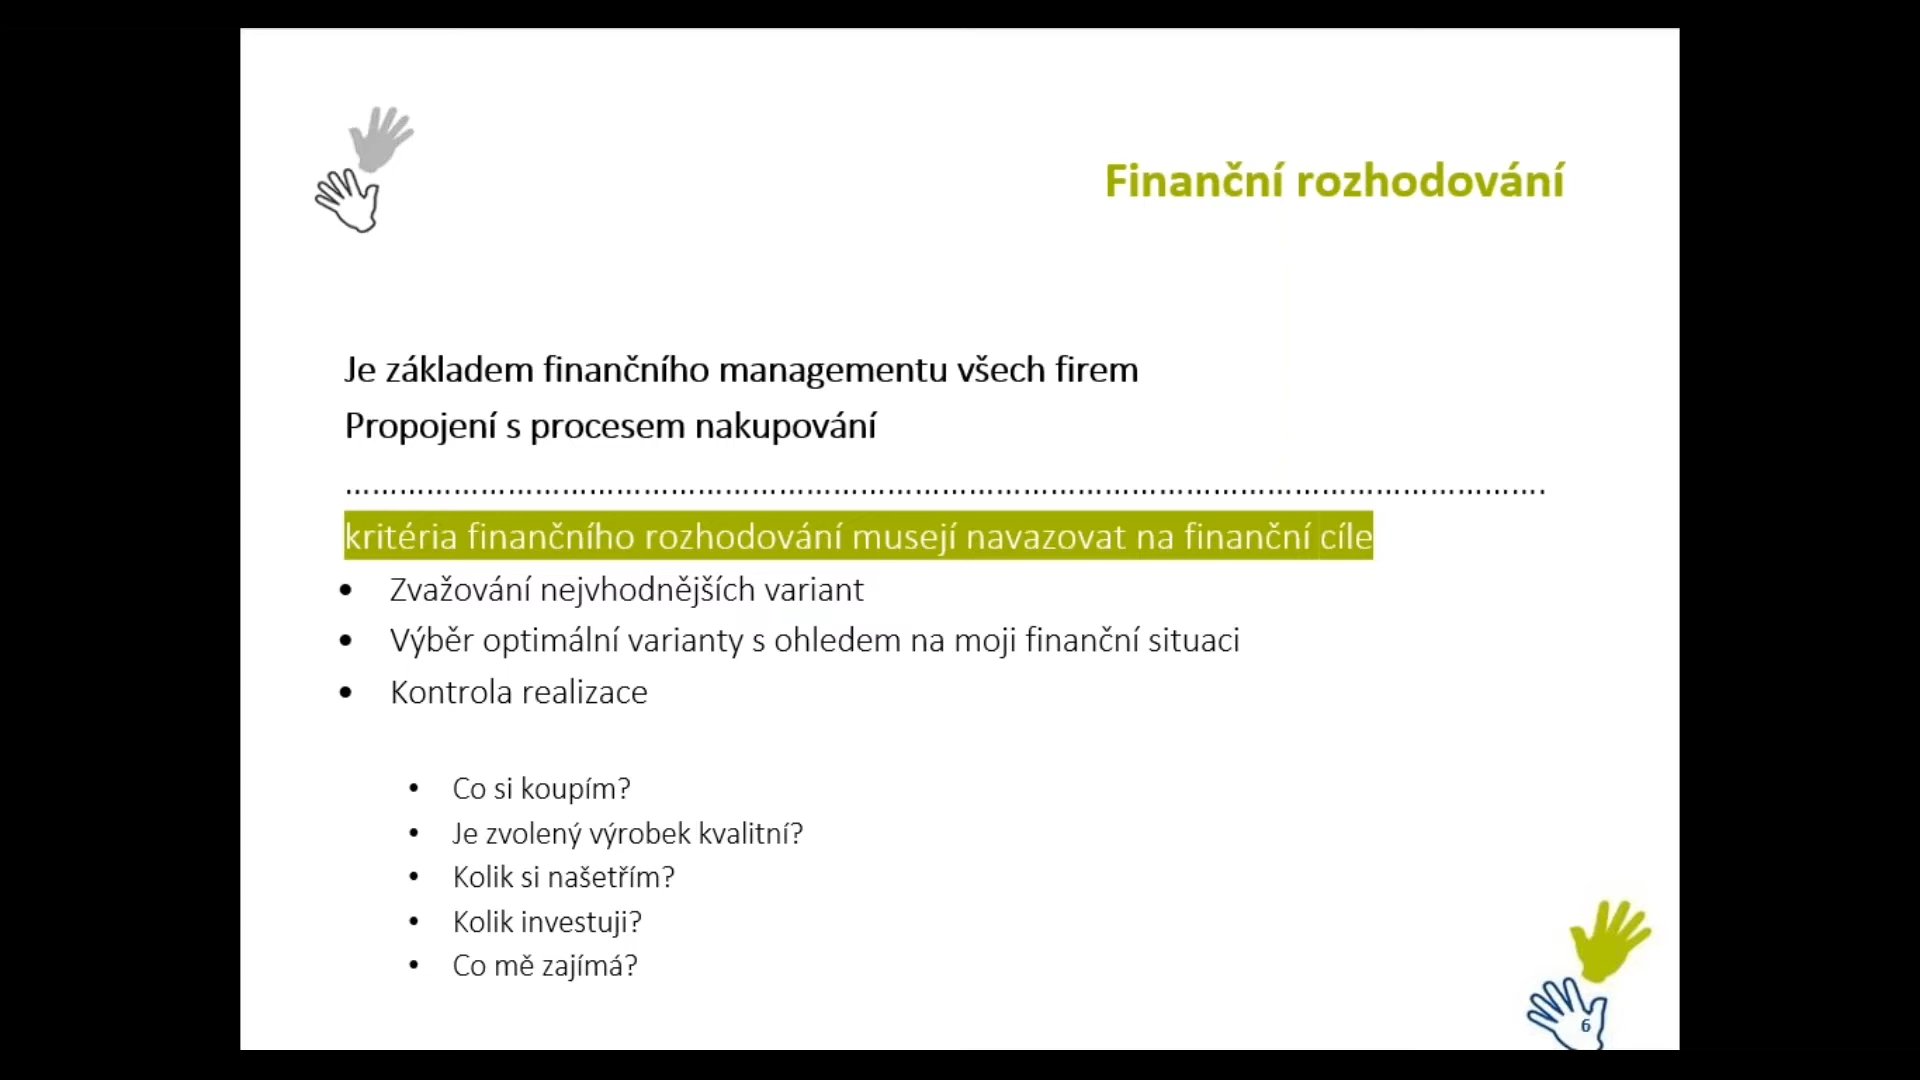 Finanční rozhodování
Je základem finančního managementu všech firem
Propojení s procesem nakupování
……………………………………………………………………………………………………………….
kritéria finančního rozhodování musejí navazovat na finanční cíle
• Zvažování nejvhodnějších variant
• Výběr optimální varianty s ohledem na moji finanční situaci
• Kontrola realizace
• Co si koupím?
• Je zvolený výrobek kvalitní?
• Kolik si našetřím?
• Kolik investuji?
• Co mě zajímá?
6